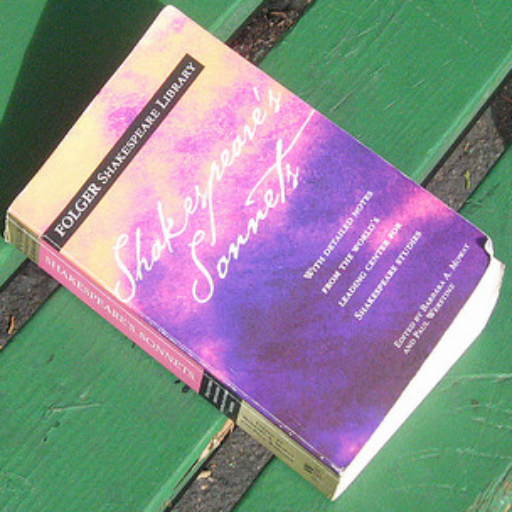 FOLGER SHAKESPEARE LIBRARY
Shakespeare's
Sonnets
WITH DETAILED NOTES
FROM THE WORLD'S
LEADING CENTER FOR
SHAKESPEARE STUDIES
EDITED BY BARBARA A. MOWAT
AND PAUL WERSTINE
SHAKESPEARE'S SONNETS